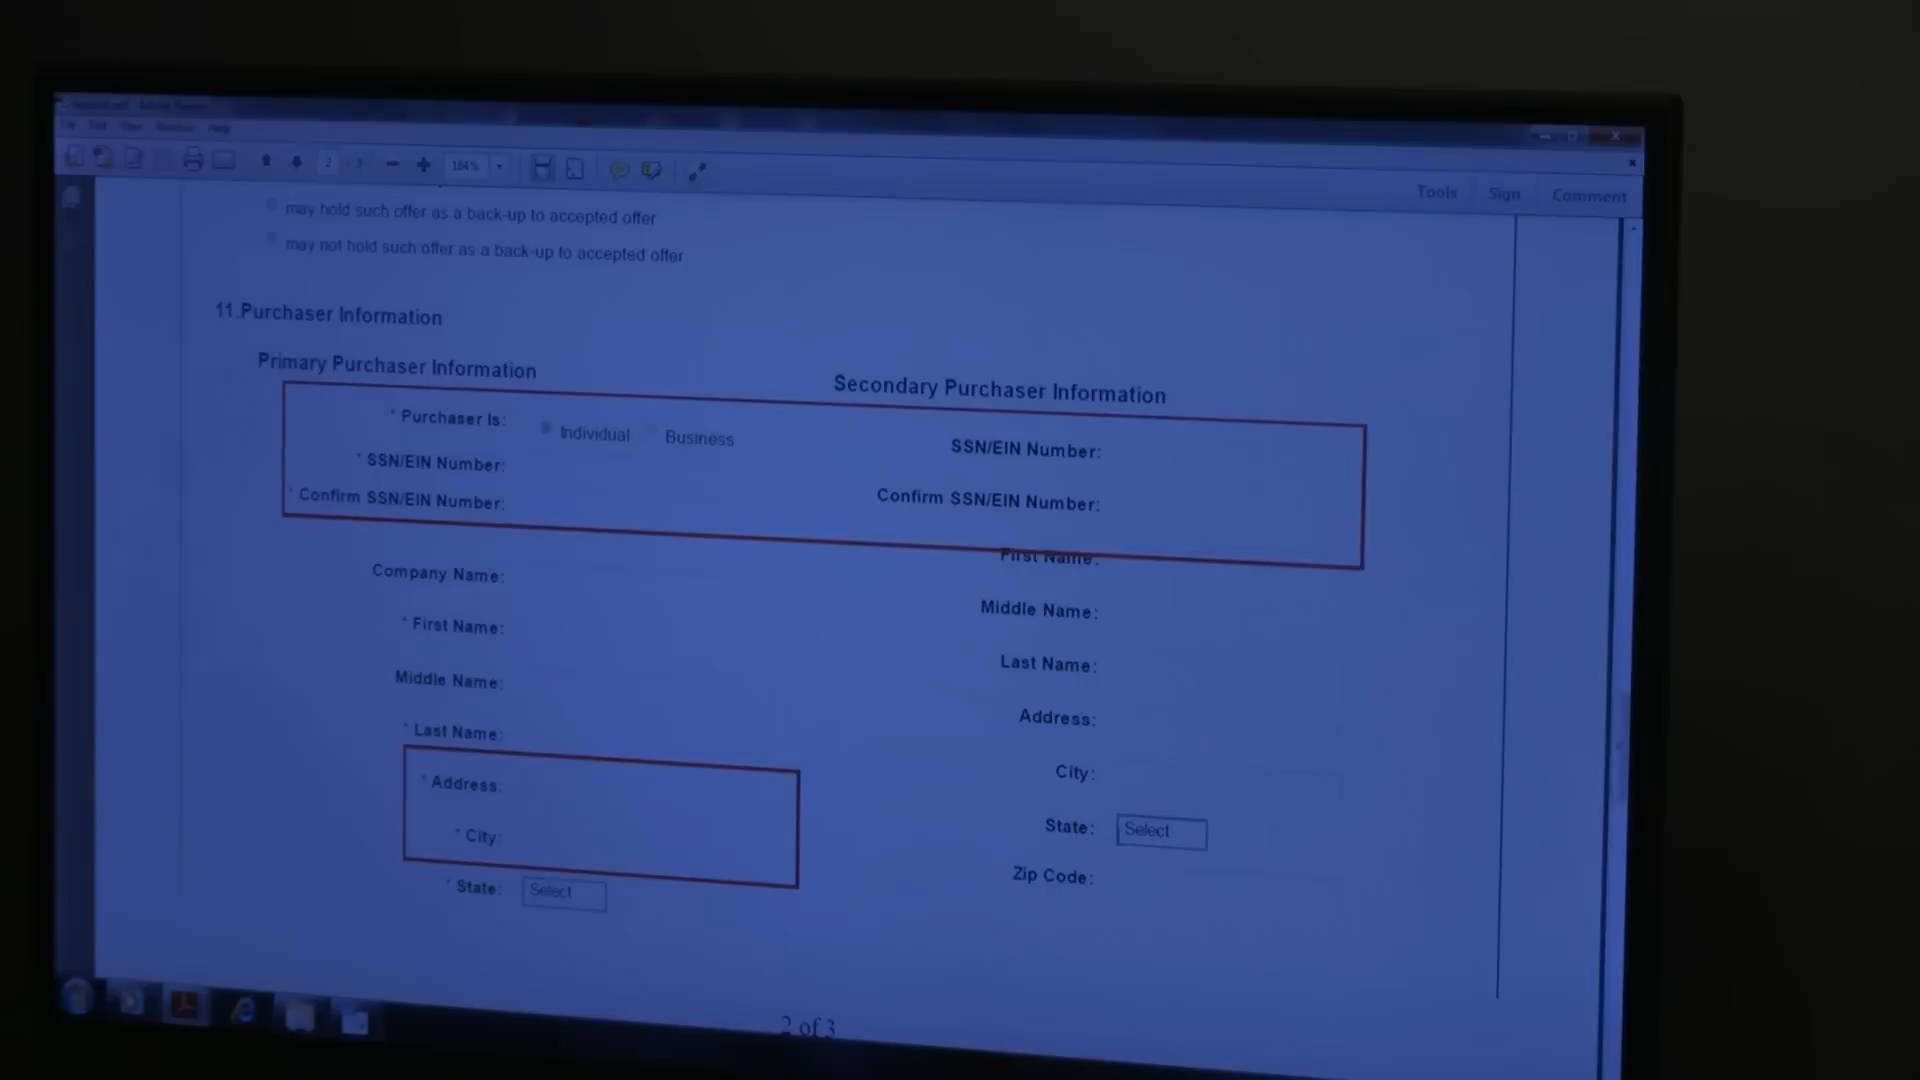 Help
2 / 3
164%
Tools
Sign
Comment
may hold such offer as a back-up to accepted offer
may not hold such offer as a back-up to accepted offer
11.Purchaser Information
Primary Purchaser Information
Secondary Purchaser Information
* Purchaser Is:
Individual
Business
SSN/EIN Number:
* SSN/EIN Number:
Confirm SSN/EIN Number:
* Confirm SSN/EIN Number:
First Name:
Company Name:
Middle Name:
* First Name:
Last Name:
Middle Name:
Address:
* Last Name:
City:
* Address:
State:
Select
* City:
Zip Code:
* State:
Select
2 of 3